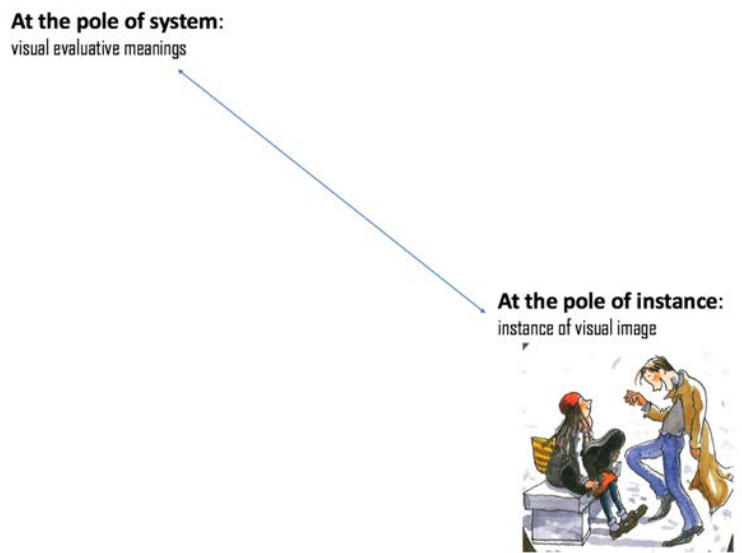 At the pole of system:
visual evaluative meanings
At the pole of instance:
instance of visual image